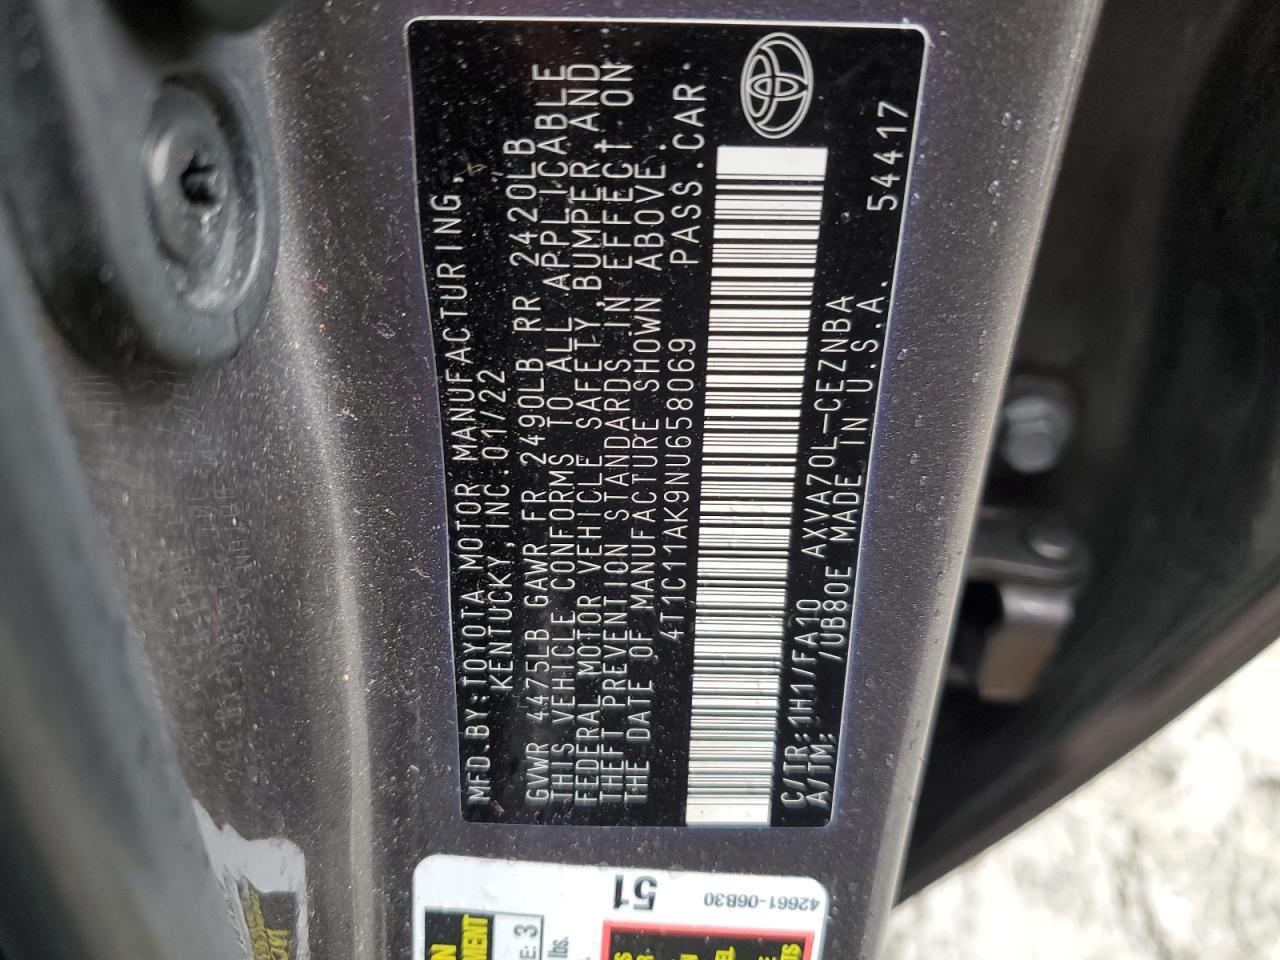 MFD.BY:TOYOTA MOTOR MANUFACTURING,
KENTUCKY, INC. 01/22
GVWR 4475LB GAWR FR 2490LB RR 2420LB
THIS VEHICLE CONFORMS TO ALL APPLICABLE
FEDERAL MOTOR VEHICLE SAFETY, BUMPER, AND
THEFT PREVENTION STANDARDS IN EFFECT ON
THE DATE OF MANUFACTURE SHOWN ABOVE.
4T1C11AK9NU658069 PASS.CAR
C/TR: 1H1/FA10 AXVA70L-CEZNBA
A/TM: /UB80E MADE IN U.S.A. 54417
51
42661-06B30
E: 3
lbs.